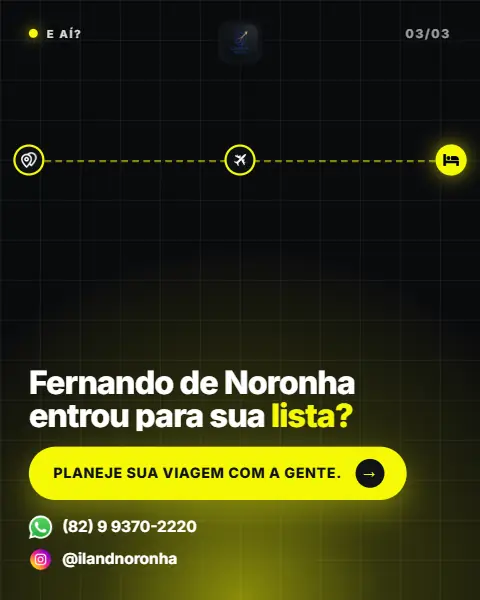 E AÍ?
03/03
Fernando de Noronha
entrou para sua lista?
PLANEJE SUA VIAGEM COM A GENTE. →
(82) 9 9370-2220
@ilandnoronha